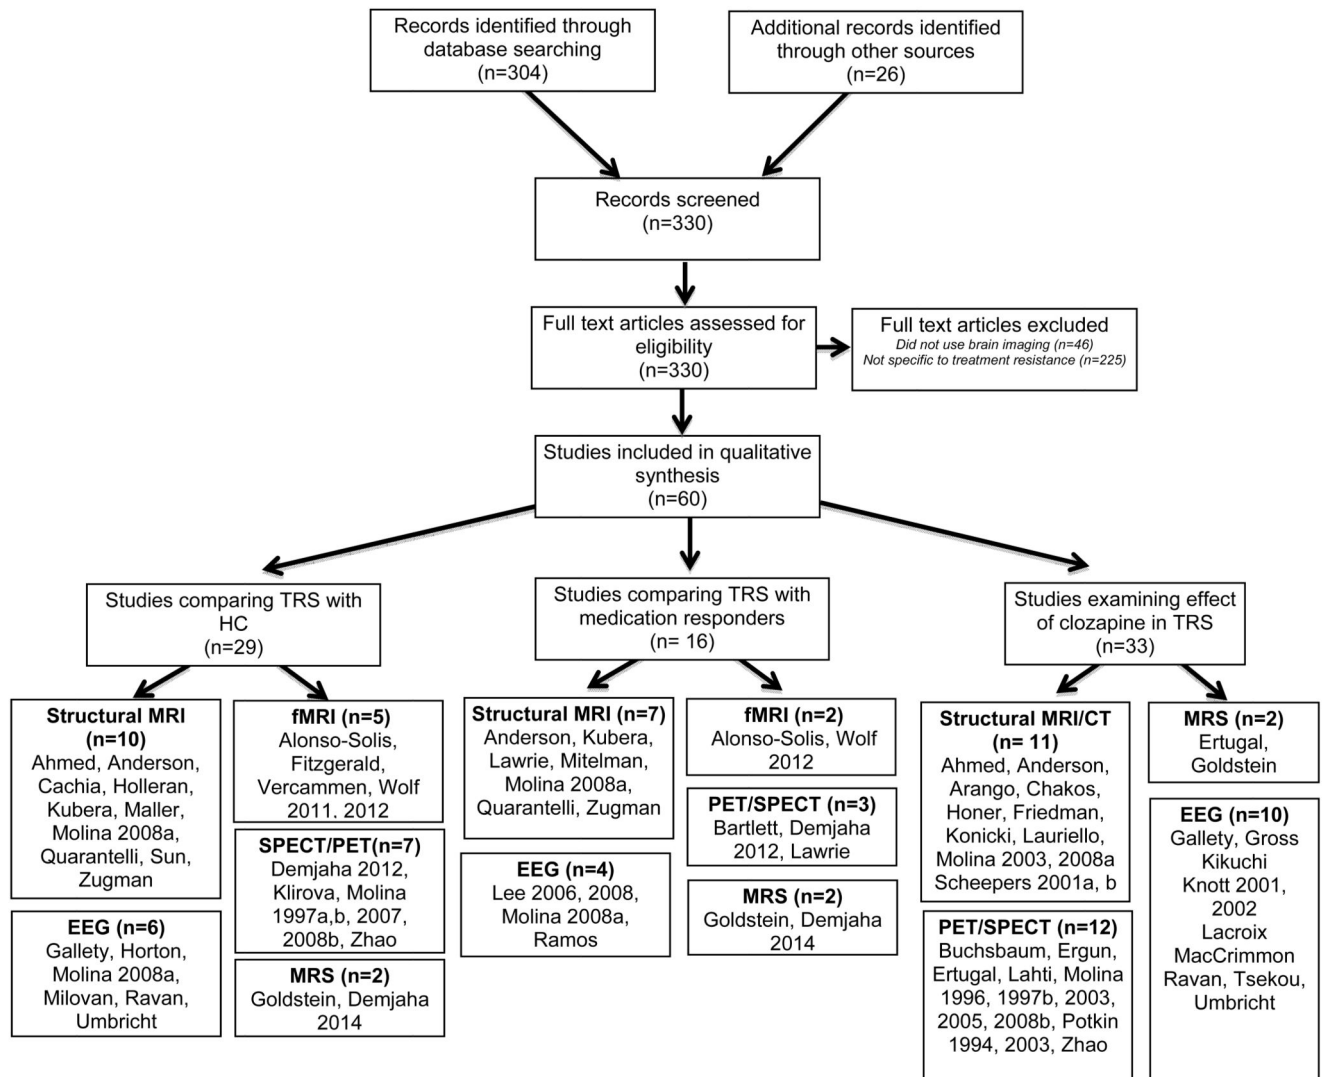 Records identified through
database searching
(n=304)
Additional records identified
through other sources
(n=26)
Records screened
(n=330)
Full text articles assessed for
eligibility
(n=330)
Full text articles excluded
Did not use brain imaging (n=46)
Not specific to treatment resistance (n=225)
Studies included in qualitative
synthesis
(n=60)
Studies comparing TRS with
HC
(n=29)
Studies comparing TRS with
medication responders
(n= 16)
Studies examining effect
of clozapine in TRS
(n=33)
Structural MRI
(n=10)
Ahmed, Anderson,
Cachia, Holleran,
Kubera, Maller,
Molina 2008a,
Quarantelli, Sun,
Zugman
EEG (n=6)
Gallety, Horton,
Molina 2008a,
Milovan, Ravan,
Umbricht
fMRI (n=5)
Alonso-Solis,
Fitzgerald,
Vercammen, Wolf
2011. 2012
SPECT/PET(n=7)
Demjaha 2012,
Klirova, Molina
1997a,b, 2007,
2008b, Zhao
MRS (n=2)
Goldstein, Demjaha
2014
Structural MRI (n=7)
Anderson, Kubera,
Lawrie, Mitelman,
Molina 2008a,
Quarantelli, Zugman
EEG (n=4)
Lee 2006, 2008,
Molina 2008a,
Ramos
fMRI (n=2)
Alonso-Solis, Wolf
2012
PET/SPECT (n=3)
Bartlett, Demjaha
2012, Lawrie
MRS (n=2)
Goldstein, Demjaha
2014
Structural MRI/CT
(n= 11)
Ahmed, Anderson,
Arango, Chakos,
Honer, Friedman,
Konicki, Lauriello,
Molina 2003, 2008a
Scheepers 2001a, b
PET/SPECT (n=12)
Buchsbaum, Ergun,
Ertugal, Lahti, Molina
1996, 1997b, 2003,
2005, 2008b, Potkin
1994, 2003, Zhao
MRS (n=2)
Ertugal,
Goldstein
EEG (n=10)
Gallety, Gross
Kikuchi
Knott 2001,
2002
Lacroix
MacCrimmon
Ravan, Tsekou,
Umbricht